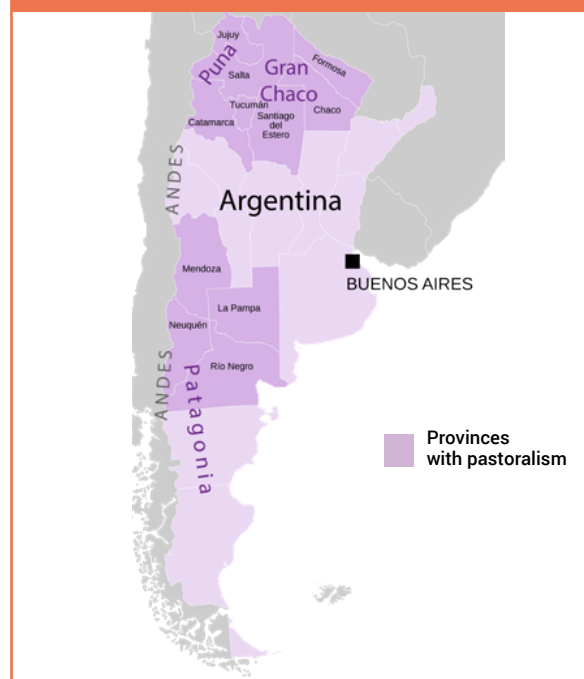 Jujuy
Puna
Salta
Gran
Chaco
Formosa
Tucumán
Catamarca
Santiago
del
Estero
Chaco
ANDES
Argentina
BUENOS AIRES
Mendoza
La Pampa
Neuquén
Río Negro
ANDES
Patagonia
Provinces
with pastoralism